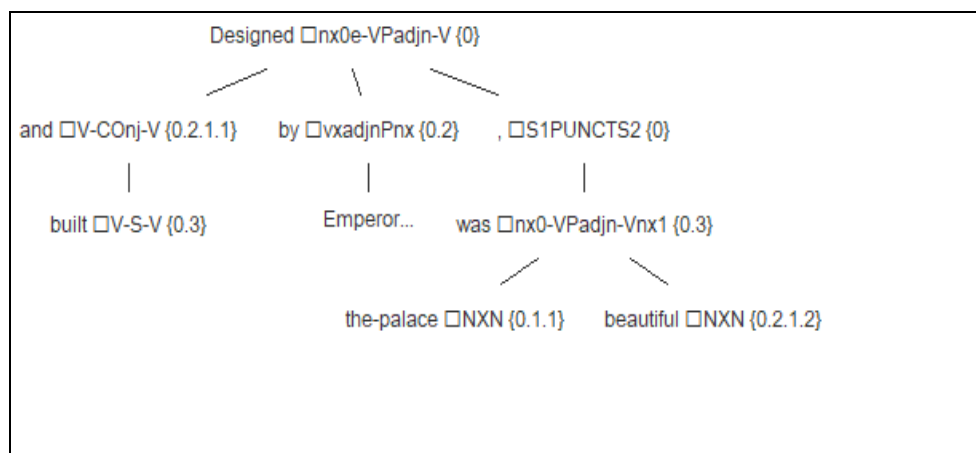 Designed □nx0e-VPadjn-V {0}
and □V-COnj-V {0.2.1.1} by □vxadjnPnx {0.2} , □S1PUNCTS2 {0}
built □V-S-V {0.3} Emperor... was □nx0-VPadjn-Vnx1 {0.3}
the-palace □NXN {0.1.1} beautiful □NXN {0.2.1.2}